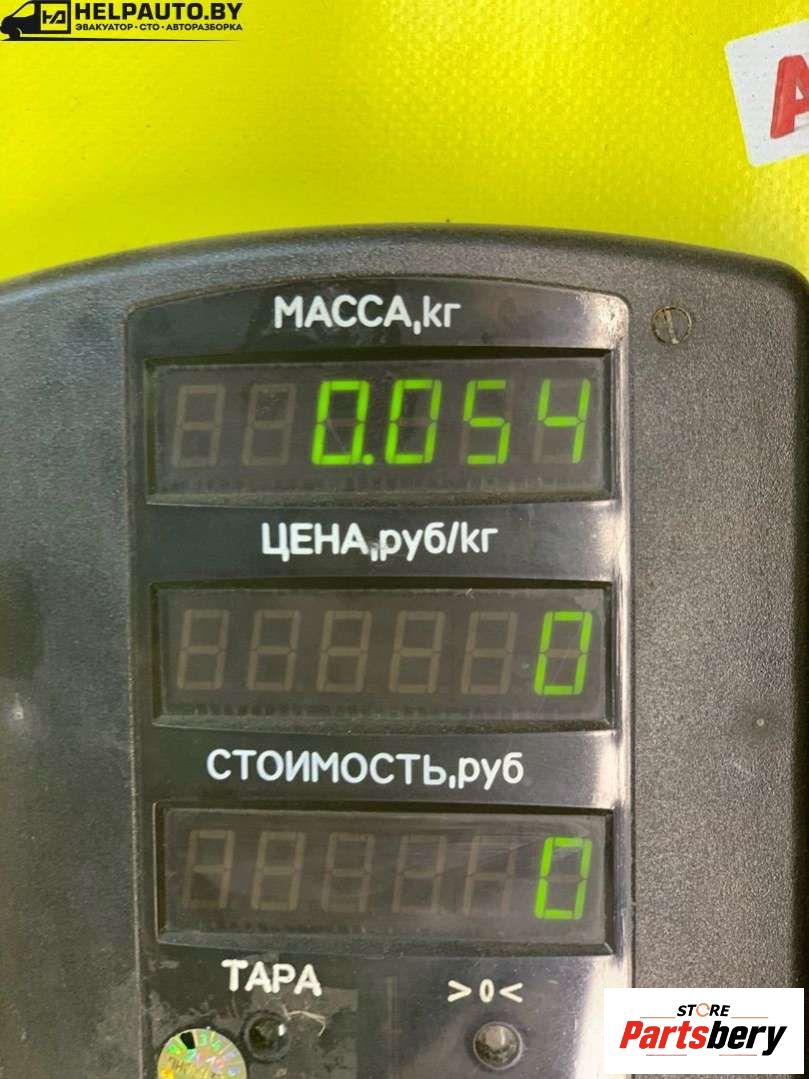 HELPAUTO.BY
ЭВАКУАТОР·СТО·АВТОРАЗБОРКА
МАССА,кг
0.054
ЦЕНА,руб/кг
0
СТОИМОСТЬ,руб
0
ТАРА
>0<
STORE
Partsbery